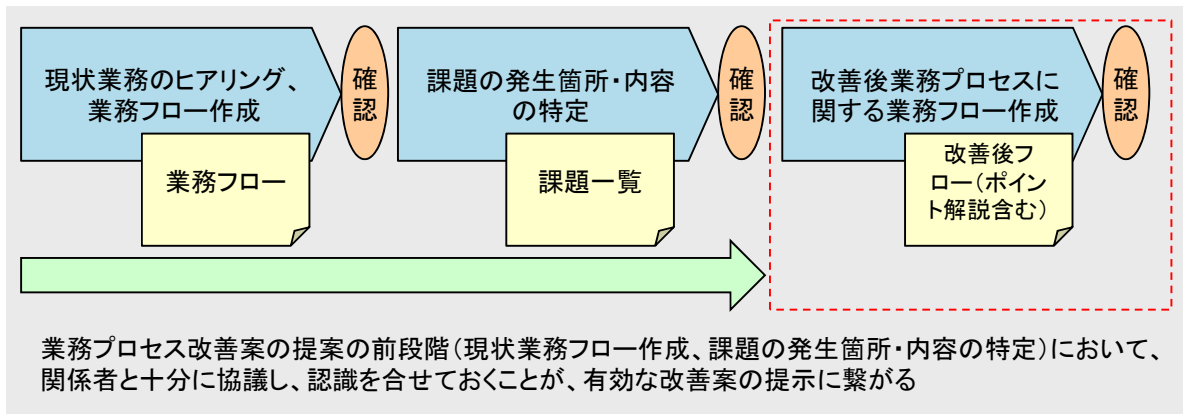 現状業務のヒアリング、
業務フロー作成
確
認
業務フロー
課題の発生箇所・内容
の特定
確
認
課題一覧
改善後業務プロセスに
関する業務フロー作成
確
認
改善後フ
ロー（ポイン
ト解説含む）
業務プロセス改善案の提案の前段階（現状業務フロー作成、課題の発生箇所・内容の特定）において、
関係者と十分に協議し、認識を合せておくことが、有効な改善案の提示に繋がる